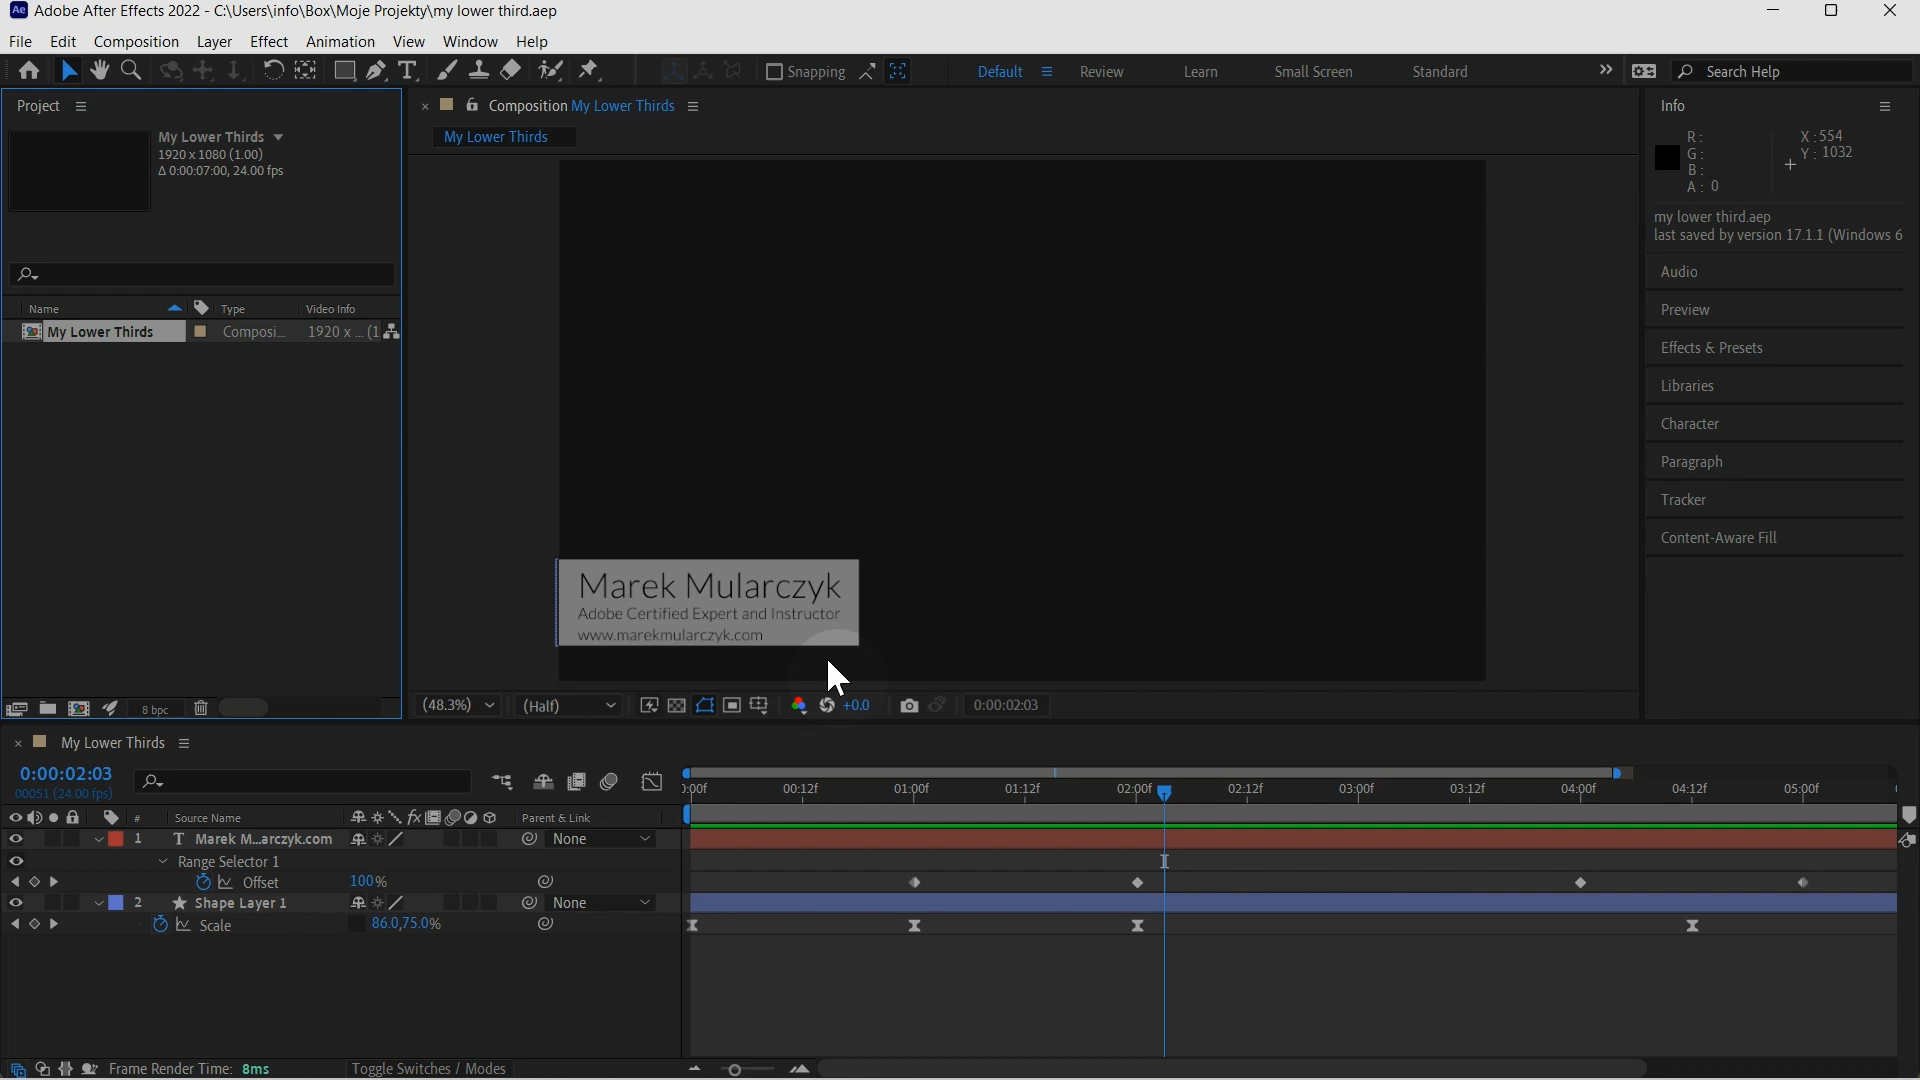 Adobe After Effects 2022 - C:\Users\info\Box\Moje Projekty\my lower third.aep
File Edit Composition Layer Effect Animation View Window Help
Snapping Default Review Learn Small Screen Standard Search Help
Project
My Lower Thirds
1920 x 1080 (1.00)
Δ 0:00:07:00, 24.00 fps
Name Type Video Info
My Lower Thirds Composi... 1920 x ... (1
8 bpc
Composition My Lower Thirds
My Lower Thirds
Marek Mularczyk
Adobe Certified Expert and Instructor
www.marekmularczyk.com
(48.3%) (Half) +0.0 0:00:02:03
Info
R: X: 554
G: Y: 1032
B:
A: 0
my lower third.aep
last saved by version 17.1.1 (Windows 6
Audio
Preview
Effects & Presets
Libraries
Character
Paragraph
Tracker
Content-Aware Fill
My Lower Thirds
0:00:02:03
00051 (24.00 fps)
0:00f 00:12f 01:00f 01:12f 02:00f 02:12f 03:00f 03:12f 04:00f 04:12f 05:00f
# Source Name fx Parent & Link
1 T Marek M...arczyk.com None
Range Selector 1
Offset 100%
2 Shape Layer 1 None
Scale 86.0,75.0%
Frame Render Time: 8ms Toggle Switches / Modes